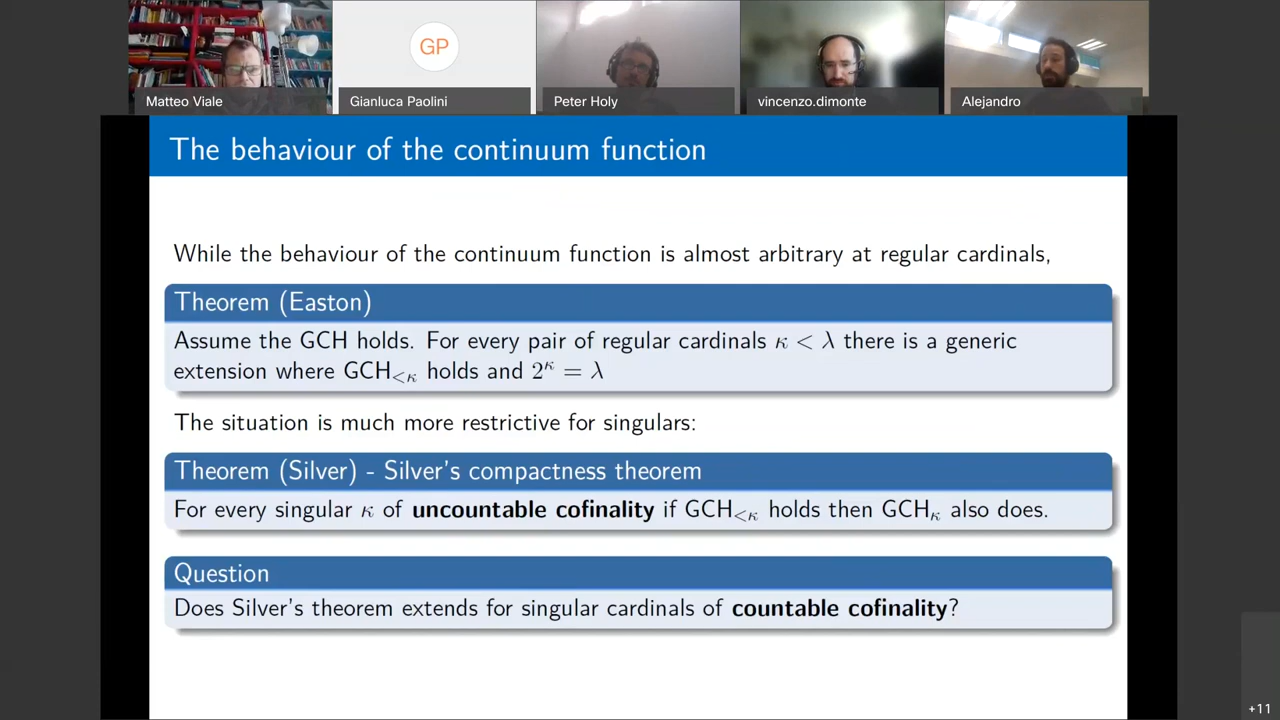 GP
Matteo Viale
Gianluca Paolini
Peter Holy
vincenzo.dimonte
Alejandro
The behaviour of the continuum function
While the behaviour of the continuum function is almost arbitrary at regular cardinals,
Theorem (Easton)
Assume the GCH holds. For every pair of regular cardinals κ < λ there is a generic
extension where GCH_{<κ} holds and 2^κ = λ
The situation is much more restrictive for singulars:
Theorem (Silver) - Silver's compactness theorem
For every singular κ of uncountable cofinality if GCH_{<κ} holds then GCH_κ also does.
Question
Does Silver's theorem extends for singular cardinals of countable cofinality?
+11